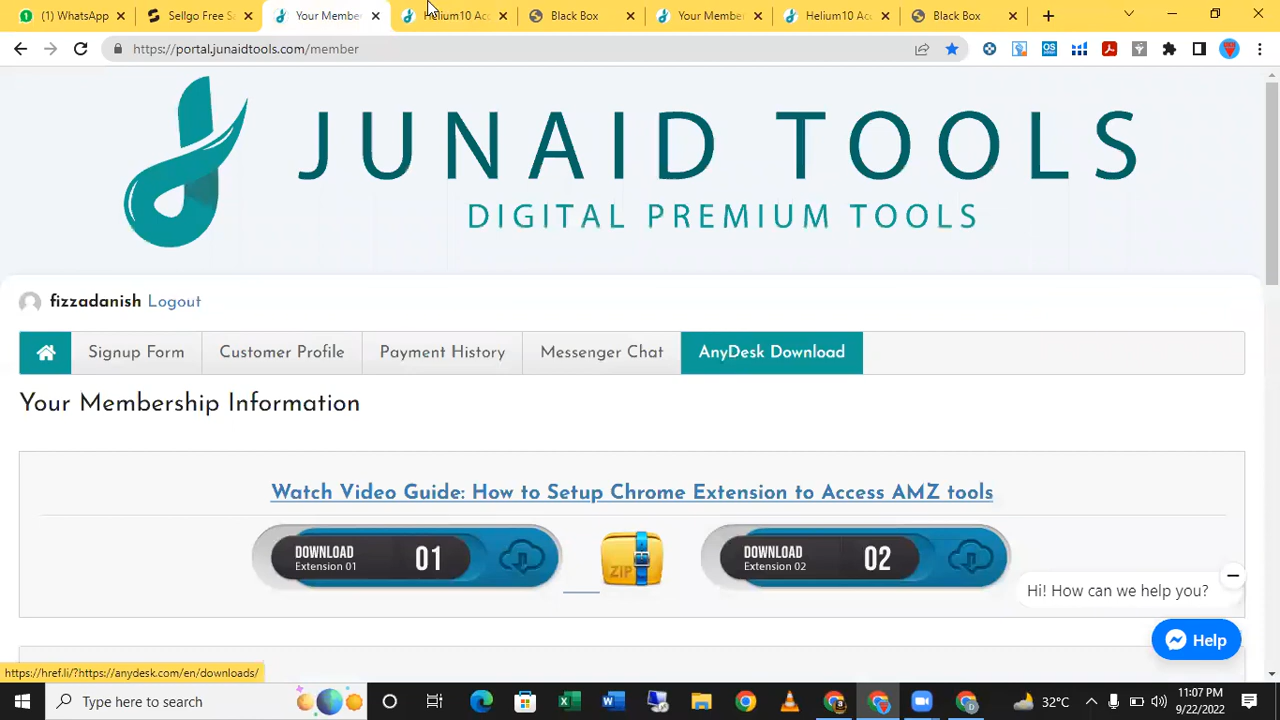 (1) WhatsApp
Sellgo Free Sa
Your Membe
Helium10 Acc
Black Box
Your Membe
Helium10 Acc
Black Box
https://portal.junaidtools.com/member
JUNAID TOOLS
DIGITAL PREMIUM TOOLS
fizzadanish Logout
Signup Form
Customer Profile
Payment History
Messenger Chat
AnyDesk Download
Your Membership Information
Watch Video Guide: How to Setup Chrome Extension to Access AMZ tools
DOWNLOAD
Extension 01
01
ZIP
DOWNLOAD
Extension 02
02
Hi! How can we help you?
Help
https://href.li/?https://anydesk.com/en/downloads/
Type here to search
32°C
11:07 PM
9/22/2022